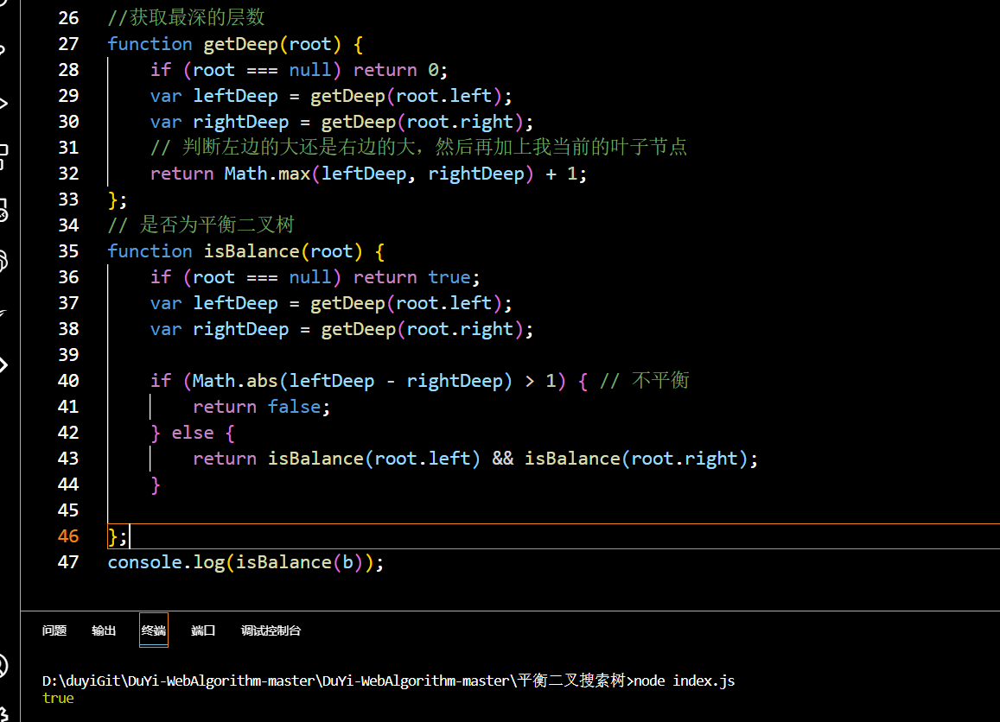 26 //获取最深的层数
27 function getDeep(root) {
28 if (root === null) return 0;
29 var leftDeep = getDeep(root.left);
30 var rightDeep = getDeep(root.right);
31 // 判断左边的大还是右边的大，然后再加上我当前的叶子节点
32 return Math.max(leftDeep, rightDeep) + 1;
33 };
34 // 是否为平衡二叉树
35 function isBalance(root) {
36 if (root === null) return true;
37 var leftDeep = getDeep(root.left);
38 var rightDeep = getDeep(root.right);
39
40 if (Math.abs(leftDeep - rightDeep) > 1) { // 不平衡
41 return false;
42 } else {
43 return isBalance(root.left) && isBalance(root.right);
44 }
45
46 };
47 console.log(isBalance(b));
问题 输出 终端 端口 调试控制台
D:\duyiGit\DuYi-WebAlgorithm-master\DuYi-WebAlgorithm-master\平衡二叉搜索树>node index.js
true